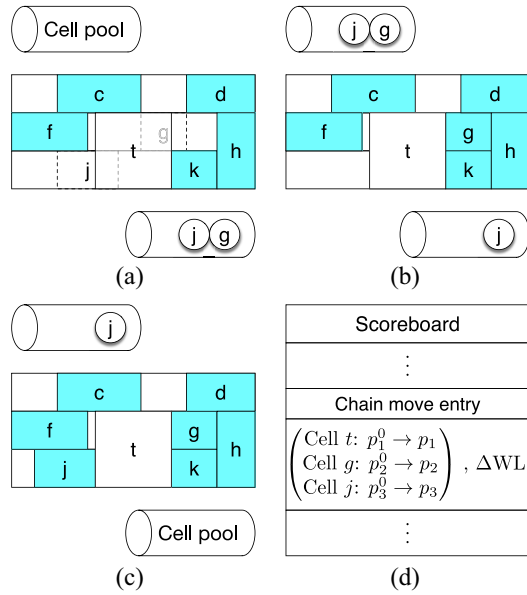 Cell pool
c
d
f
g
t
h
j
k
j g
(a)
j g
c
d
f
g
t
h
k
j
(b)
j
c
d
f
g
t
h
j
k
Cell pool
(c)
Scoreboard
⋮
Chain move entry
(Cell t: p₁⁰ → p₁
Cell g: p₂⁰ → p₂ , ΔWL
Cell j: p₃⁰ → p₃)
⋮
(d)